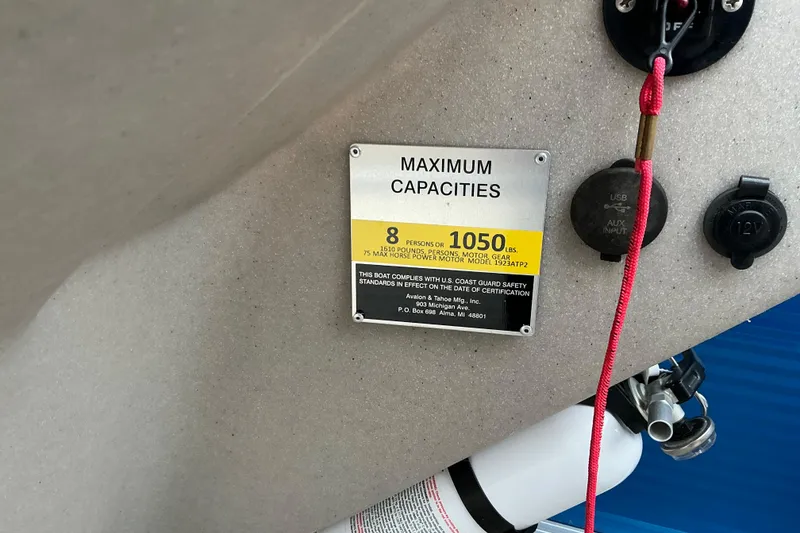 OFF
MAXIMUM
CAPACITIES
8 PERSONS OR 1050 LBS.
1610 POUNDS, PERSONS, MOTOR, GEAR
75 MAX HORSE POWER MOTOR MODEL 1923ATP2
THIS BOAT COMPLIES WITH U.S. COAST GUARD SAFETY
STANDARDS IN EFFECT ON THE DATE OF CERTIFICATION
Avalon & Tahoe Mfg., Inc.
903 Michigan Ave.
P.O. Box 698 Alma, MI 48801
USB
AUX
INPUT
12V